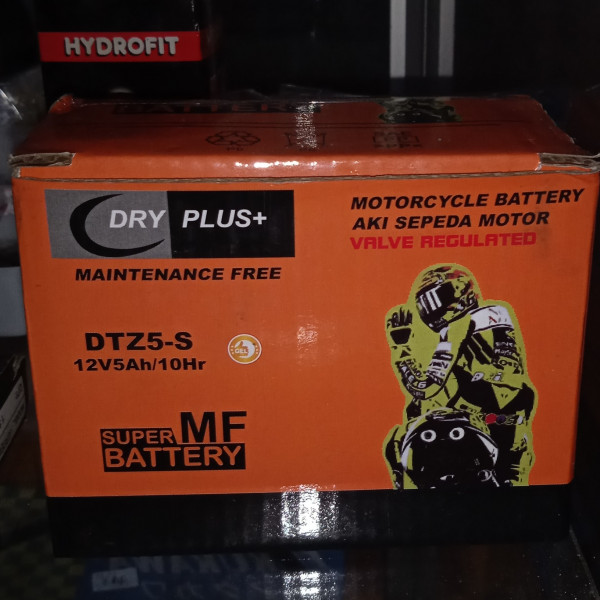 HYDROFIT
BATTERY
DRY PLUS+
MAINTENANCE FREE
MOTORCYCLE BATTERY
AKI SEPEDA MOTOR
VALVE REGULATED
DTZ5-S
12V5Ah/10Hr
GEL
SUPER MF
BATTERY